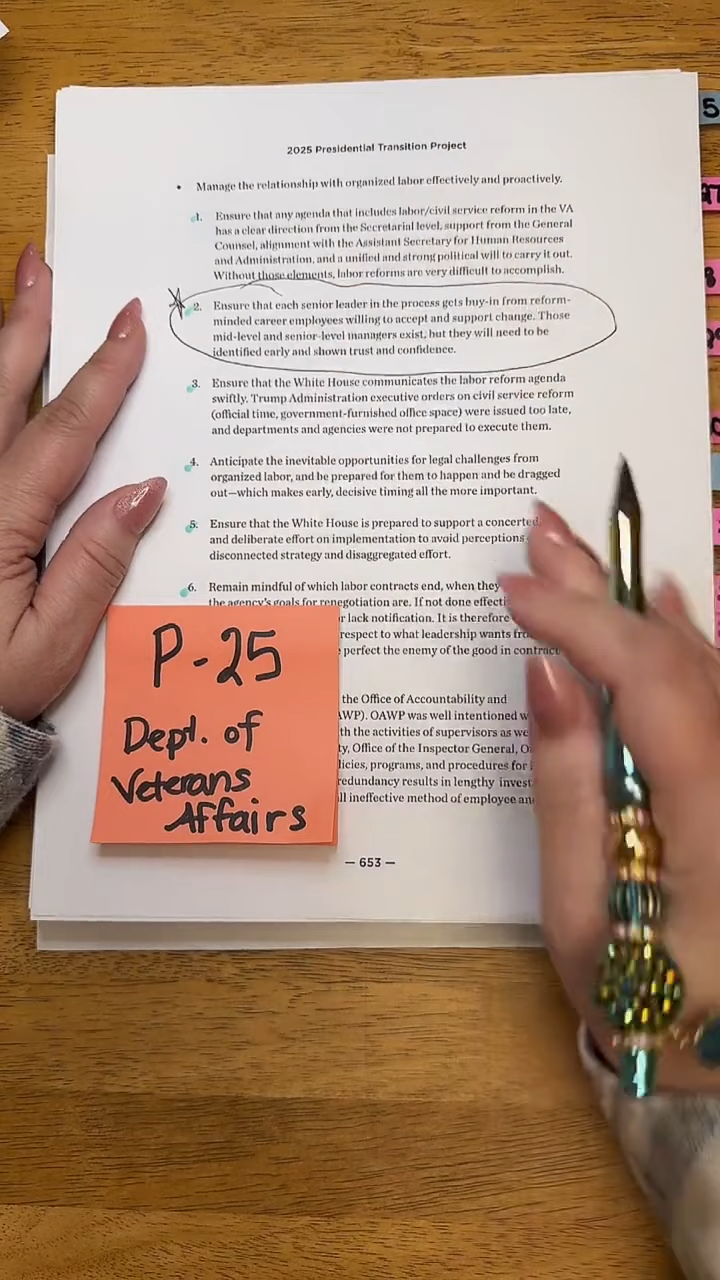 2025 Presidential Transition Project
• Manage the relationship with organized labor effectively and proactively.
1. Ensure that any agenda that includes labor/civil service reform in the VA
has a clear direction from the Secretarial level, support from the General
Counsel, alignment with the Assistant Secretary for Human Resources
and Administration, and a unified and strong political will to carry it out.
Without those elements, labor reforms are very difficult to accomplish.
2. Ensure that each senior leader in the process gets buy-in from reform-
minded career employees willing to accept and support change. Those
mid-level and senior-level managers exist, but they will need to be
identified early and shown trust and confidence.
3. Ensure that the White House communicates the labor reform agenda
swiftly. Trump Administration executive orders on civil service reform
(official time, government-furnished office space) were issued too late,
and departments and agencies were not prepared to execute them.
4. Anticipate the inevitable opportunities for legal challenges from
organized labor, and be prepared for them to happen and be dragged
out—which makes early, decisive timing all the more important.
5. Ensure that the White House is prepared to support a concerted
and deliberate effort on implementation to avoid perceptions
disconnected strategy and disaggregated effort.
6. Remain mindful of which labor contracts end, when they
the agency's goals for renegotiation are. If not done
lack notification. It is therefore
respect to what leadership wants
perfect the enemy of the good in contract
the Office of Accountability and
OAWP was well intentioned
the activities of supervisors as
Office of the Inspector General,
programs, and procedures for
redundancy results in lengthy
ineffective method of employee
P-25
Dept. of
Veterans
Affairs
— 653 —
5